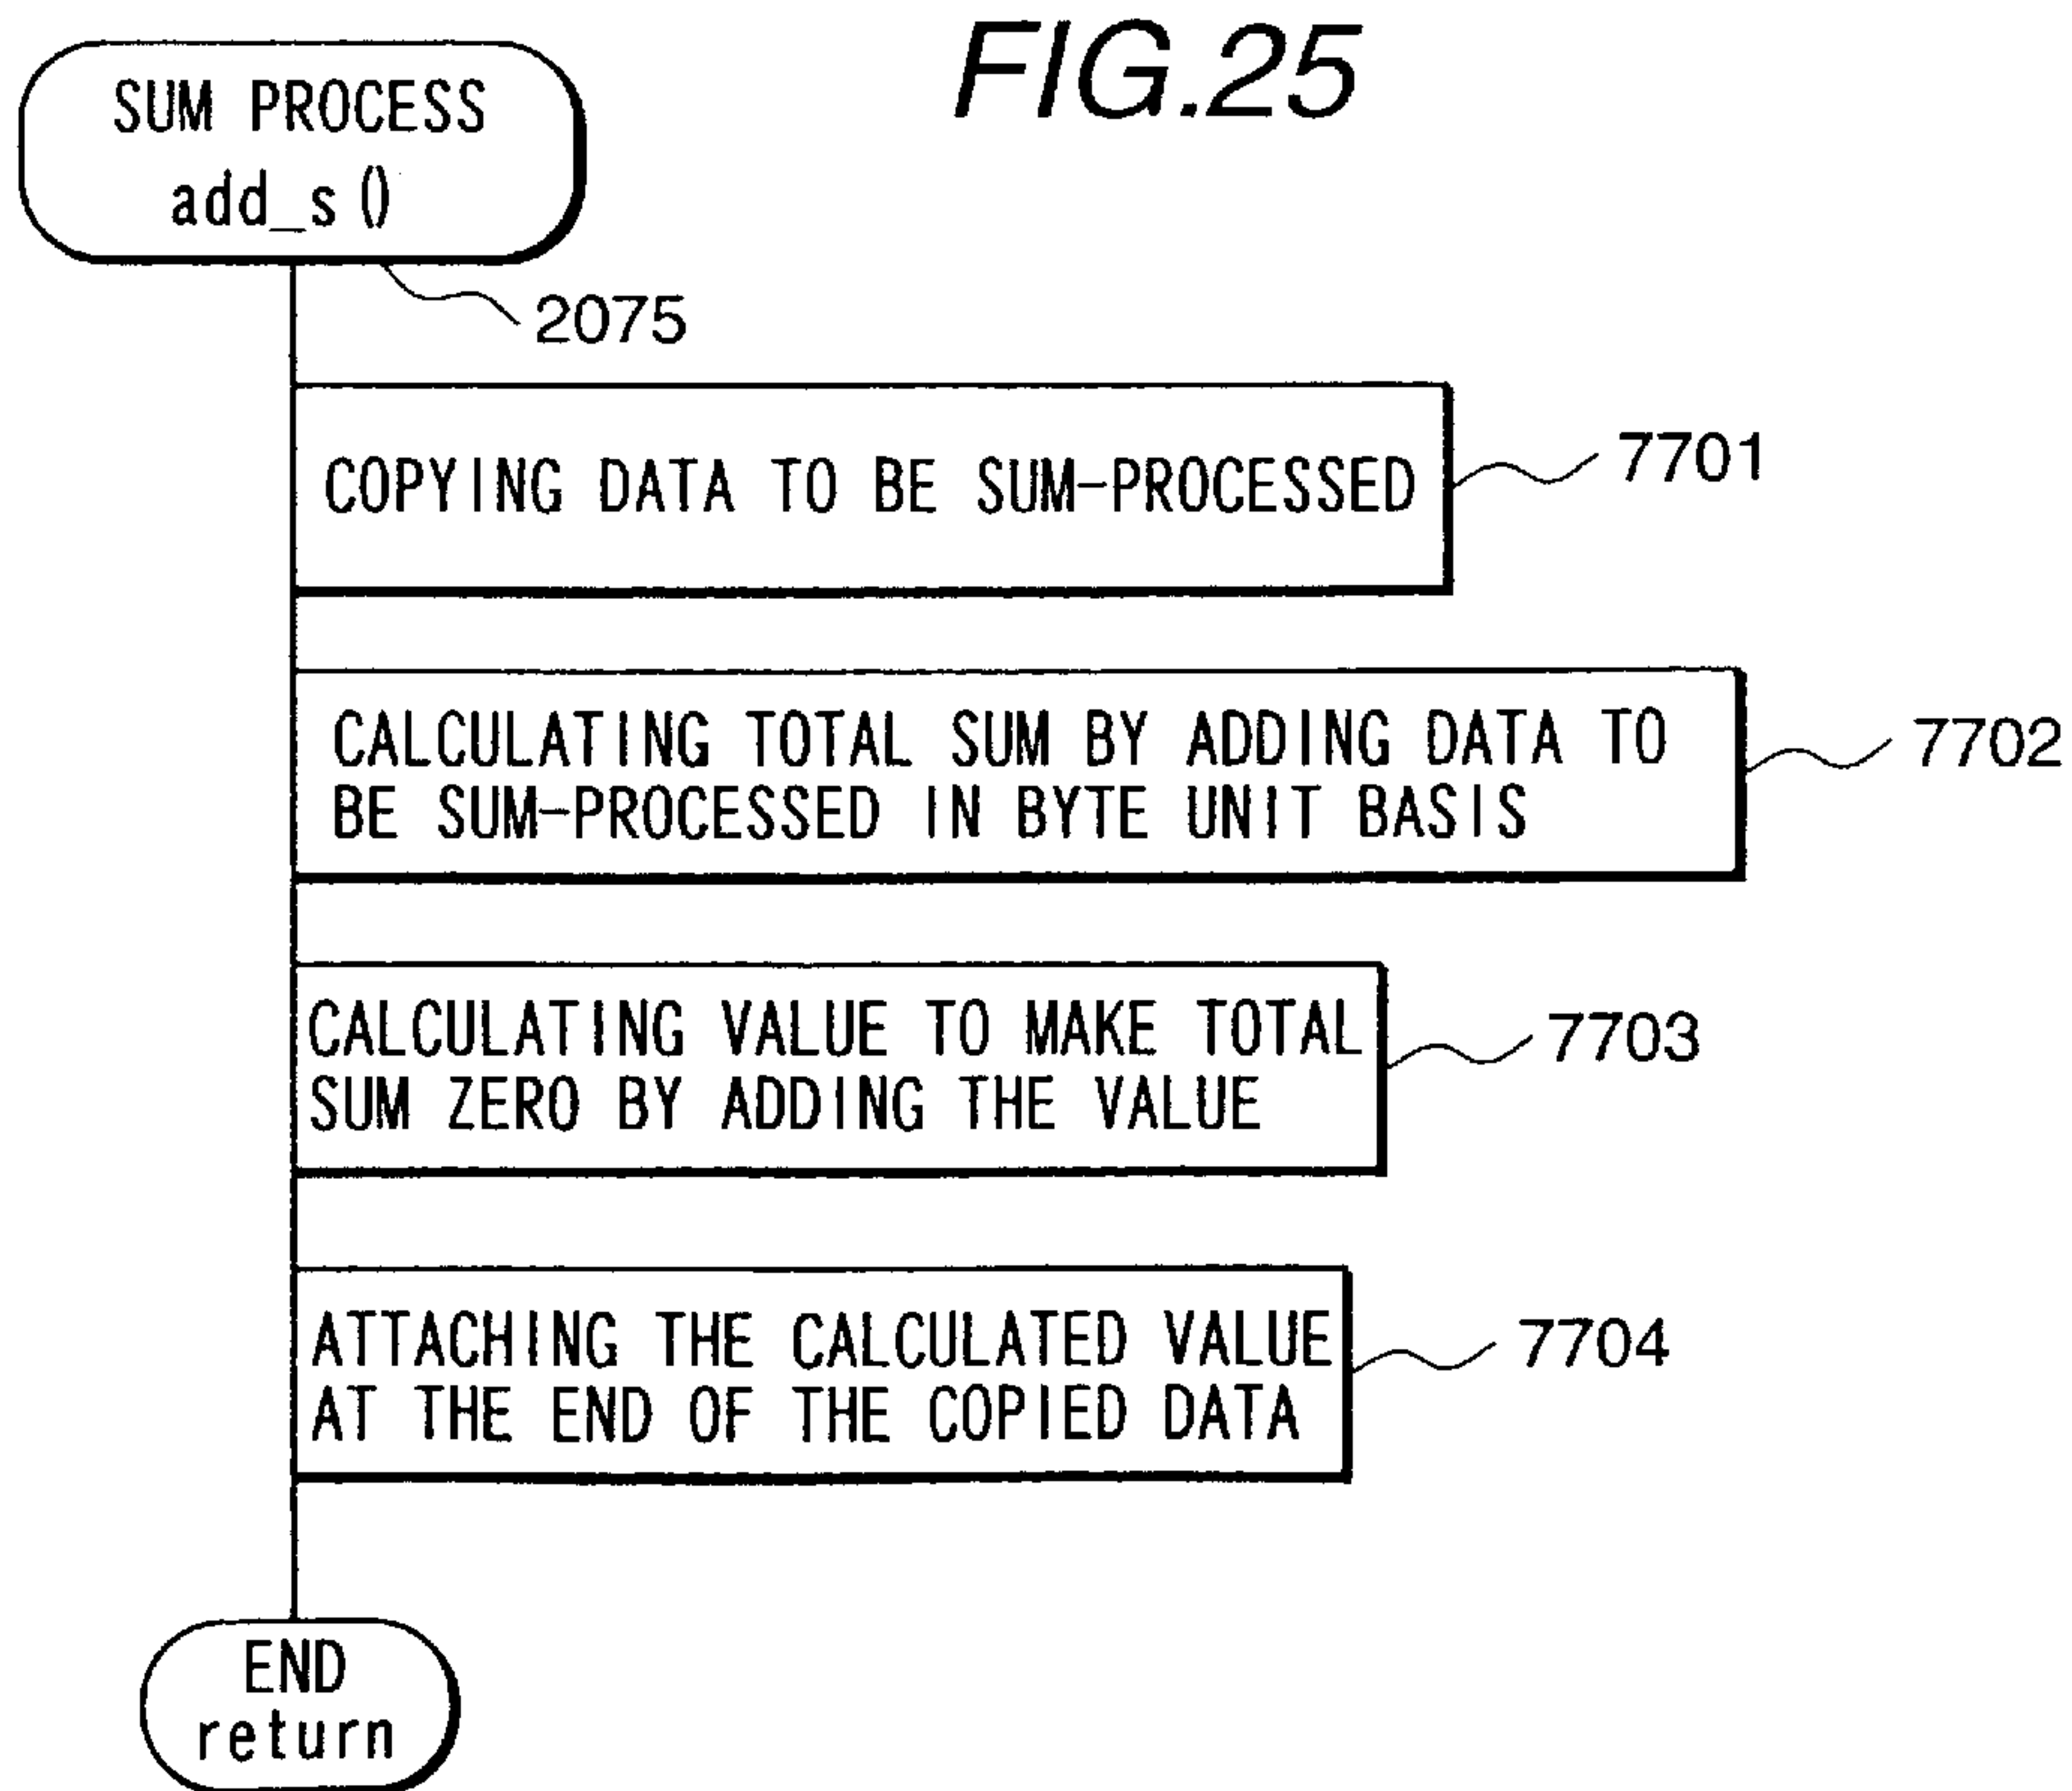 FIG.25
SUM PROCESS
add_s()
2075
COPYING DATA TO BE SUM-PROCESSED
7701
CALCULATING TOTAL SUM BY ADDING DATA TO
BE SUM-PROCESSED IN BYTE UNIT BASIS
7702
CALCULATING VALUE TO MAKE TOTAL
SUM ZERO BY ADDING THE VALUE
7703
ATTACHING THE CALCULATED VALUE
AT THE END OF THE COPIED DATA
7704
END
return